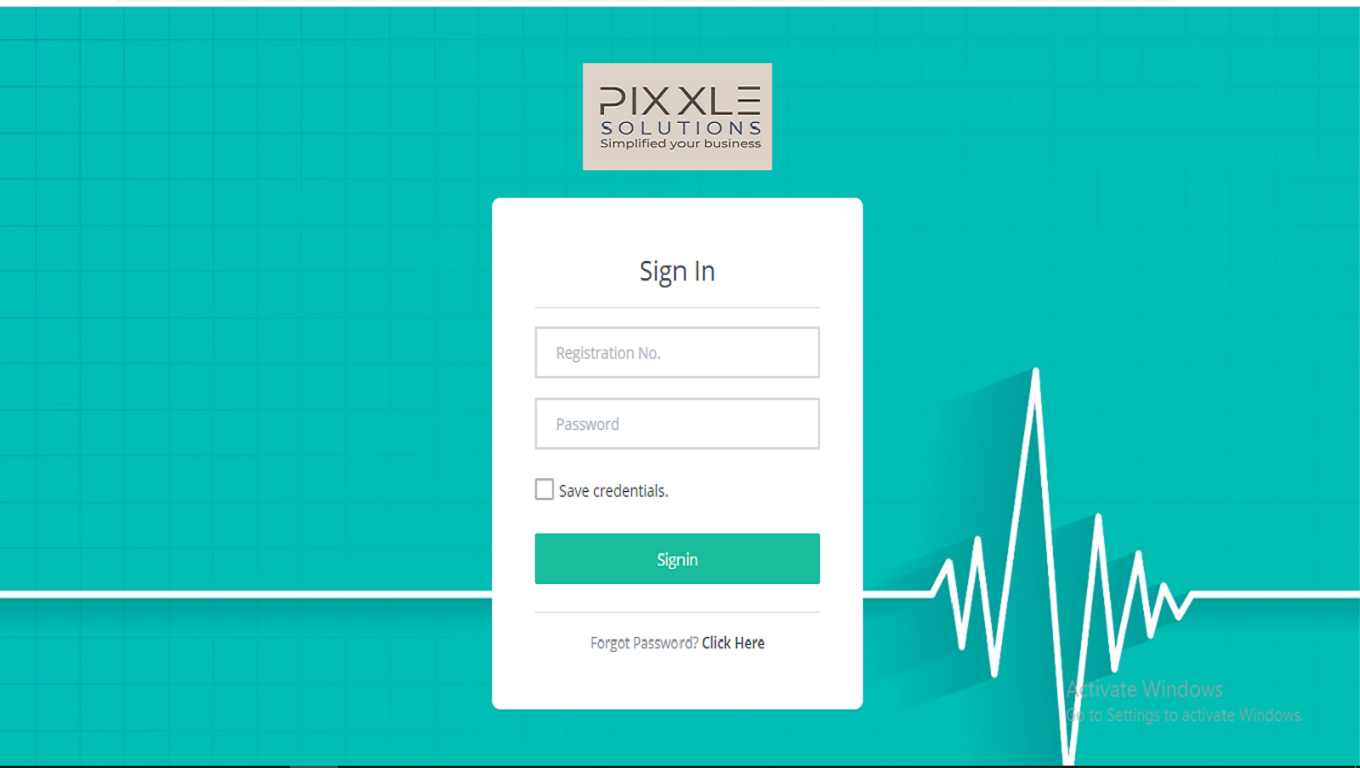 PIXXLE
SOLUTIONS
Simplified your business
Sign In
Registration No.
Password
Save credentials.
Signin
Forgot Password? Click Here
Activate Windows
Go to Settings to activate Windows.